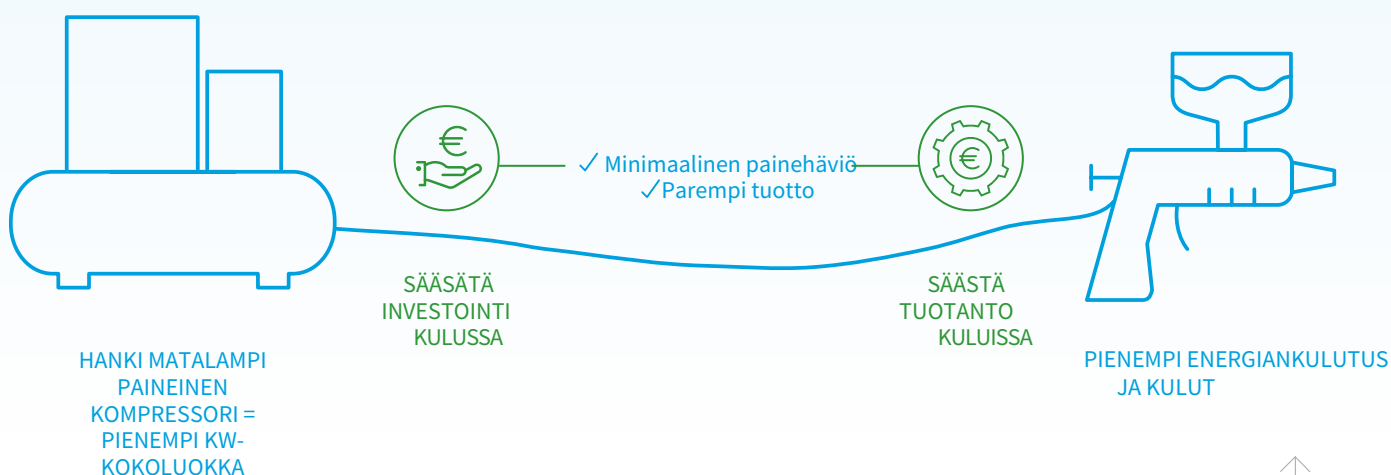 ✓ Minimaalinen painehäviö
✓Parempi tuotto
SÄÄSÄTÄ
INVESTOINTI
KULUSSA
SÄÄSTÄ
TUOTANTO
KULUISSA
HANKI MATALAMPI
PAINEINEN
KOMPRESSORI =
PIENEMPI KW-
KOKOLUOKKA
PIENEMPI ENERGIANKULUTUS
JA KULUT